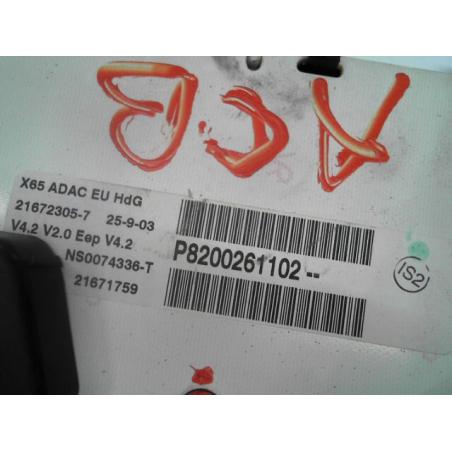 X65 ADAC EU HdG
21672305-7 25-9-03
V4.2 V2.0 Eep V4.2
NS0074336-T
21671759
P8200261102--
IS2